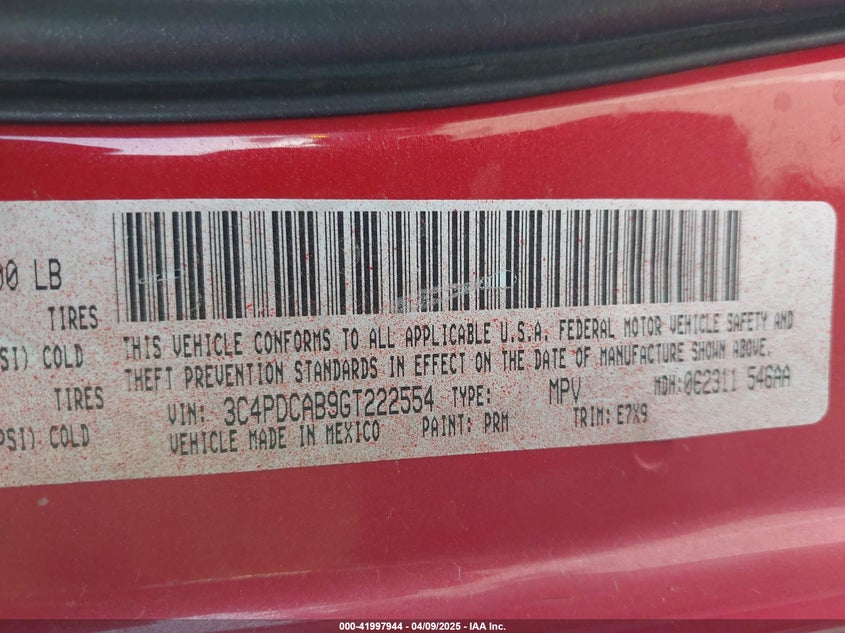 00 LB
TIRES
SI) COLD
TIRES
PSI) COLD
THIS VEHICLE CONFORMS TO ALL APPLICABLE U.S.A. FEDERAL MOTOR VEHICLE SAFETY AND
THEFT PREVENTION STANDARDS IN EFFECT ON THE DATE OF MANUFACTURE SHOWN ABOVE.
VIN: 3C4PDCAB9GT222554 TYPE: MPV MDH:062311 546AA
VEHICLE MADE IN MEXICO PAINT: PRM TRIM: E7X9
000-41997944 - 04/09/2025 - IAA Inc.